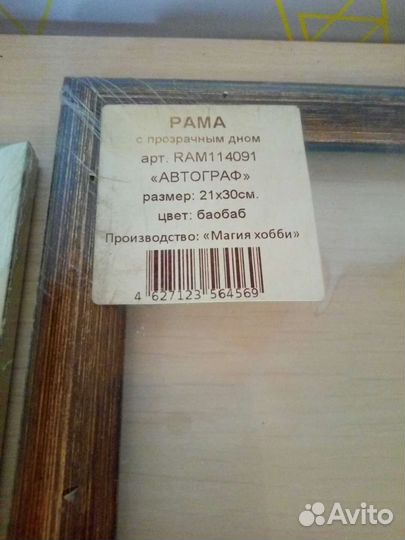 РАМА
с прозрачным дном
арт. RAM114091
«АВТОГРАФ»
размер: 21х30см.
цвет: баобаб
Производство: «Магия хобби»
4 627123 564569
Avito